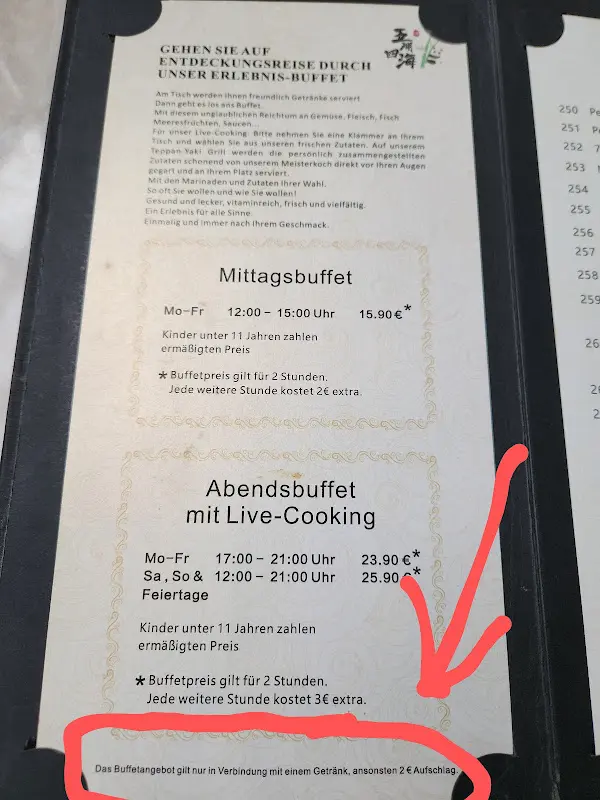 五湖
四海
GEHEN SIE AUF
ENTDECKUNGSREISE DURCH
UNSER ERLEBNIS-BUFFET
Am Tisch werden Ihnen freundlich Getränke serviert
Dann geht es los ans Buffet.
Mit diesem unglaublichen Reichtum an Gemüse, Fleisch, Fisch
Meeresfrüchten, Saucen...
Für unser Live-Cooking: Bitte nehmen Sie eine Klammer an Ihrem
Tisch und wählen Sie aus unseren frischen Zutaten. Auf unserem
Teppan Yaki Grill werden die persönlich zusammengestellten
Zutaten schonend von unserem Meisterkoch direkt vor Ihren Augen
gegart und an Ihrem Platz serviert.
Mit den Marinaden und Zutaten Ihrer Wahl.
So oft Sie wollen und wie Sie wollen!
Gesund und lecker, vitaminreich, frisch und vielfältig.
Ein Erlebnis für alle Sinne.
Einmalig und immer nach Ihrem Geschmack.
Mittagsbuffet
Mo-Fr 12:00 - 15:00 Uhr 15.90 €*
Kinder unter 11 Jahren zahlen
ermäßigten Preis
* Buffetpreis gilt für 2 Stunden.
Jede weitere Stunde kostet 2€ extra.
Abendsbuffet
mit Live-Cooking
Mo-Fr 17:00 - 21:00 Uhr 23.90 €*
Sa, So & 12:00 - 21:00 Uhr 25.90 €*
Feiertage
Kinder unter 11 Jahren zahlen
ermäßigten Preis
* Buffetpreis gilt für 2 Stunden.
Jede weitere Stunde kostet 3€ extra.
Das Buffetangebot gilt nur in Verbindung mit einem Getränk, ansonsten 2 € Aufschlag.
250 Pe
251
252
253
254
255
256
257
258
259